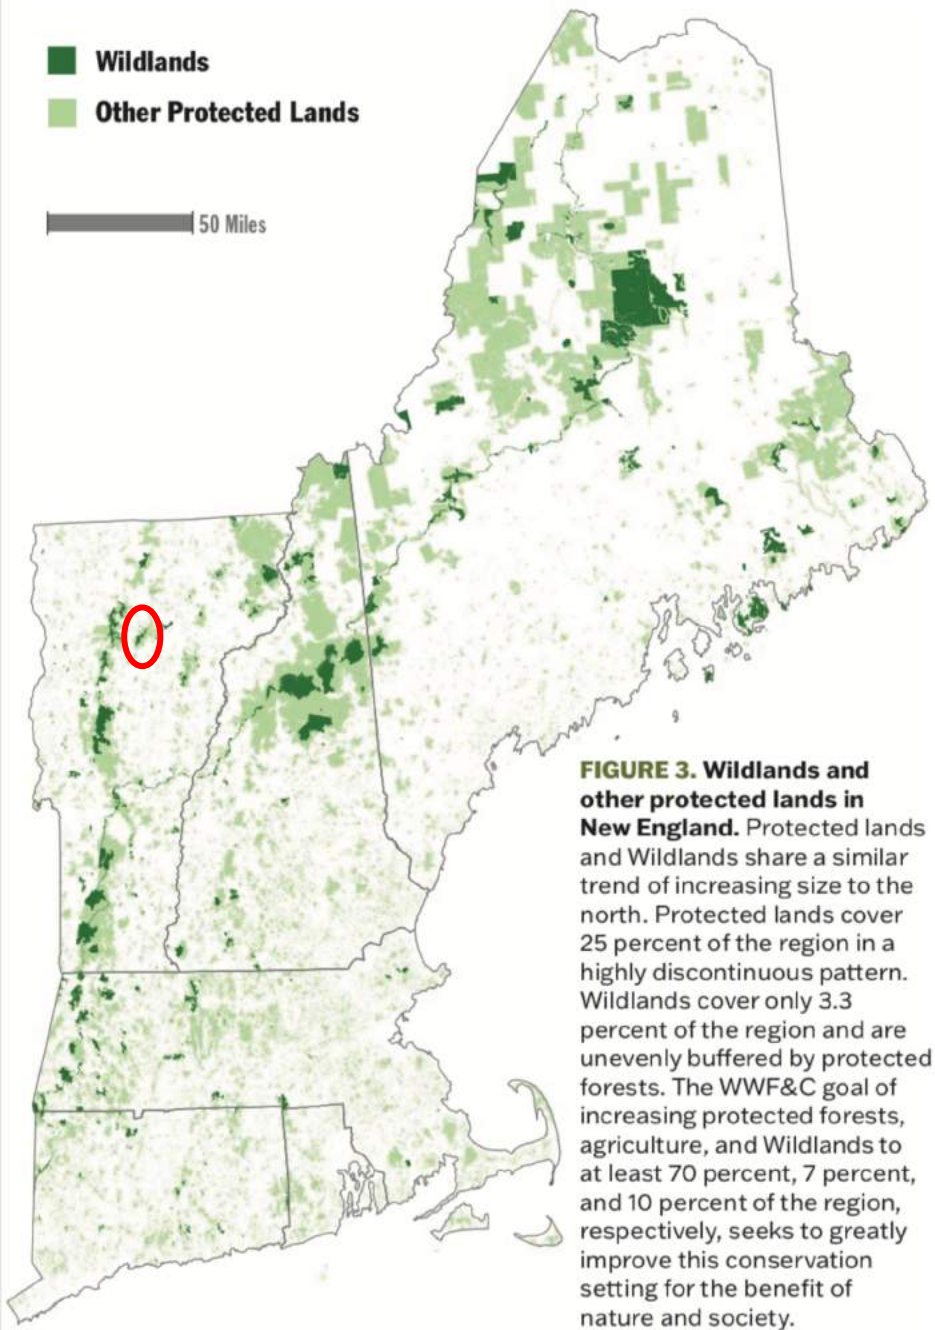 Wildlands
Other Protected Lands
50 Miles
FIGURE 3. Wildlands and
other protected lands in
New England. Protected lands
and Wildlands share a similar
trend of increasing size to the
north. Protected lands cover
25 percent of the region in a
highly discontinuous pattern.
Wildlands cover only 3.3
percent of the region and are
unevenly buffered by protected
forests. The WWF&C goal of
increasing protected forests,
agriculture, and Wildlands to
at least 70 percent, 7 percent,
and 10 percent of the region,
respectively, seeks to greatly
improve this conservation
setting for the benefit of
nature and society.